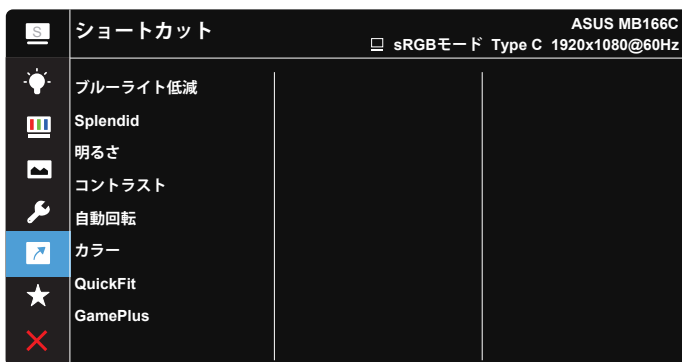 S
ショートカット
ASUS MB166C
sRGBモード Type C 1920x1080@60Hz
ブルーライト低減
Splendid
明るさ
コントラスト
自動回転
カラー
QuickFit
GamePlus